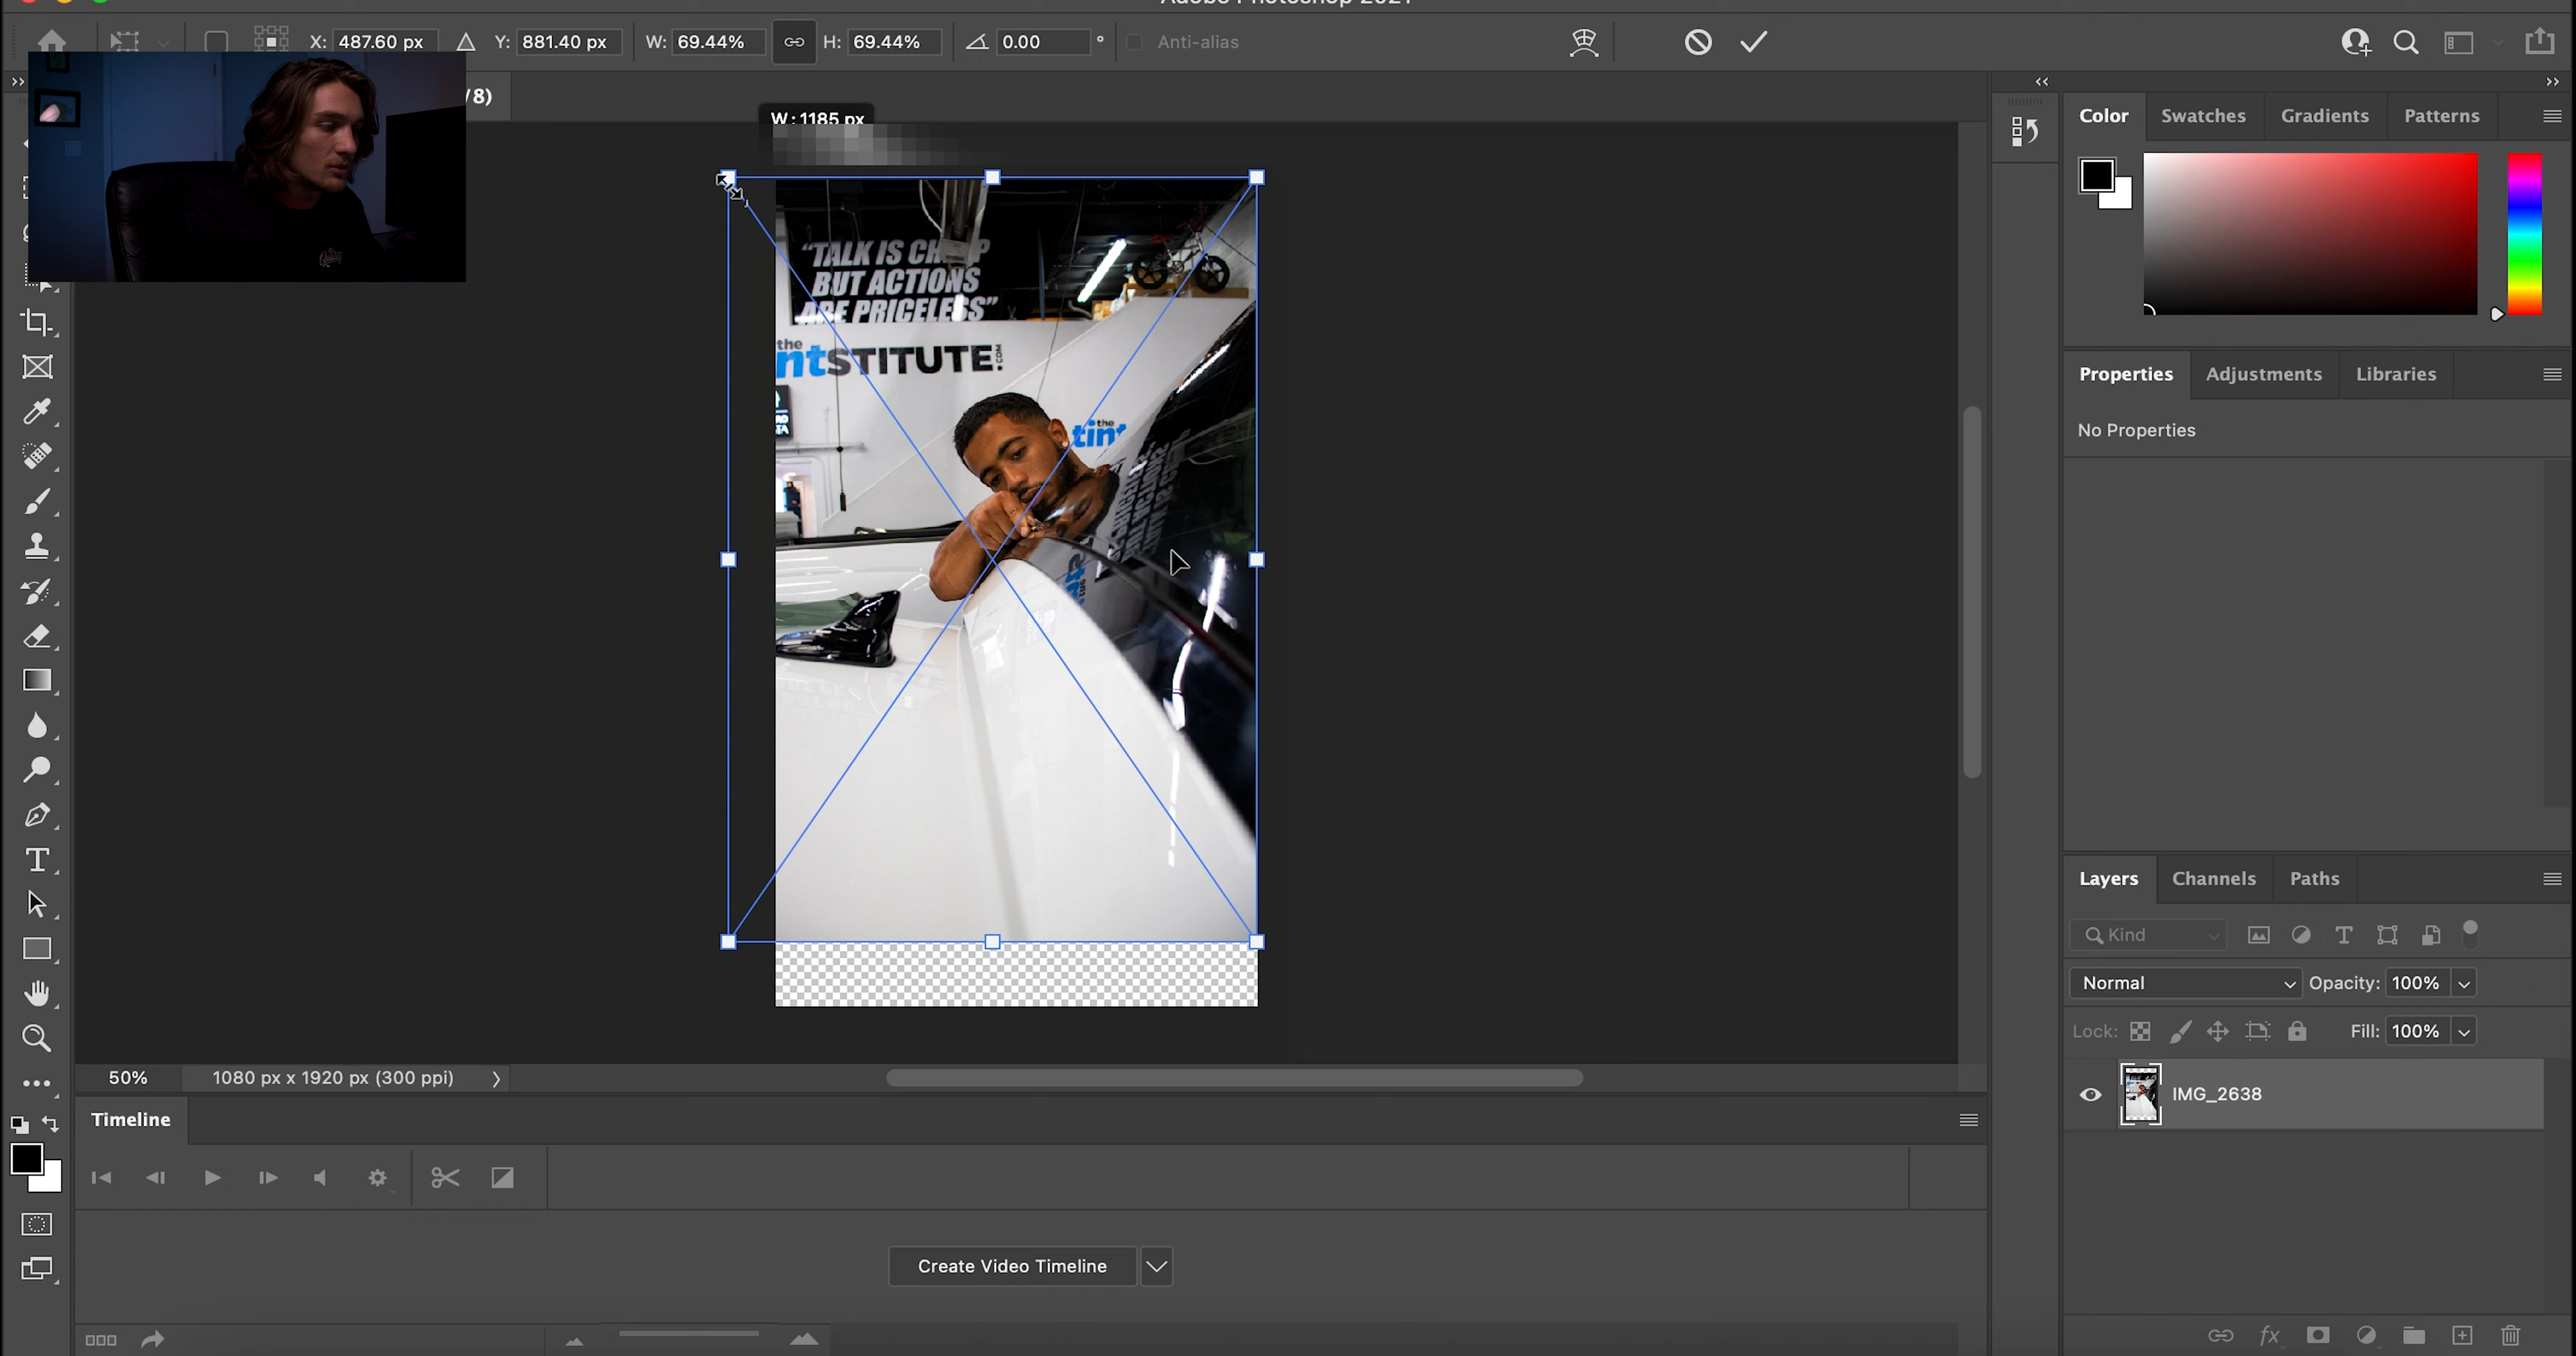 X: 487.60 px Y: 881.40 px W: 69.44% H: 69.44% 0.00 ° Anti-alias
/8)
W: 1185 px
Color Swatches Gradients Patterns
"TALK IS CH P
BUT ACTIONS
ARE PRICELESS"
the
ntSTITUTE.COM
the
tint
Properties Adjustments Libraries
No Properties
Layers Channels Paths
Kind
Normal Opacity: 100%
Lock: Fill: 100%
IMG_2638
50% 1080 px x 1920 px (300 ppi)
Timeline
Create Video Timeline
fx